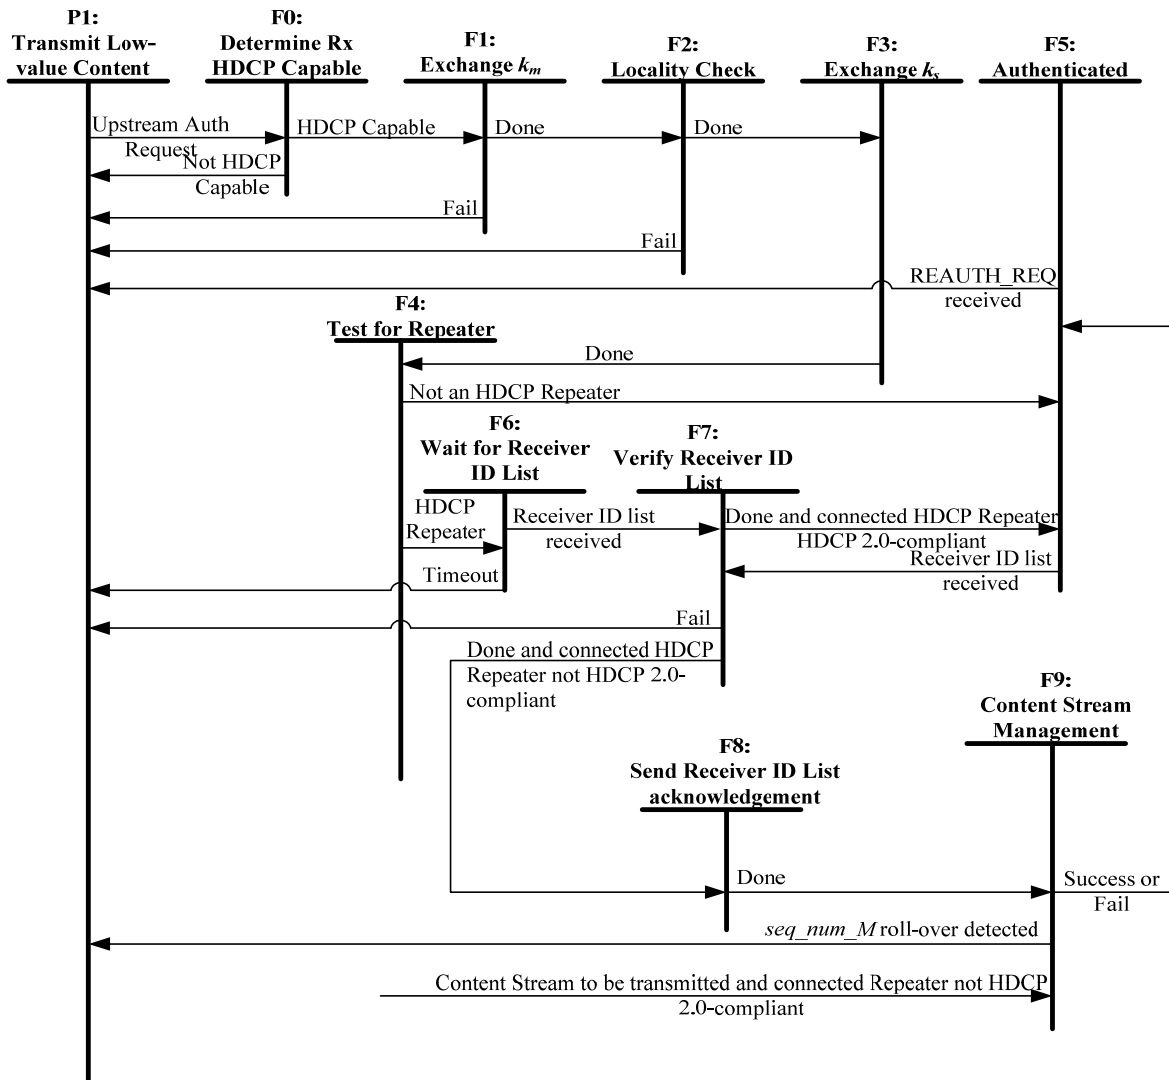 P1:
Transmit Low-
value Content
F0:
Determine Rx
HDCP Capable
F1:
Exchange km
F2:
Locality Check
F3:
Exchange ks
F5:
Authenticated
Upstream Auth
Request
HDCP Capable
Done
Done
Not HDCP
Capable
Fail
Fail
REAUTH_REQ
received
F4:
Test for Repeater
Done
Not an HDCP Repeater
F6:
Wait for Receiver
ID List
F7:
Verify Receiver ID
List
HDCP
Repeater
Receiver ID list
received
Done and connected HDCP Repeater
HDCP 2.0-compliant
Receiver ID list
received
Timeout
Fail
Done and connected HDCP
Repeater not HDCP 2.0-
compliant
F9:
Content Stream
Management
F8:
Send Receiver ID List
acknowledgement
Done
Success or
Fail
seq_num_M roll-over detected
Content Stream to be transmitted and connected Repeater not HDCP
2.0-compliant